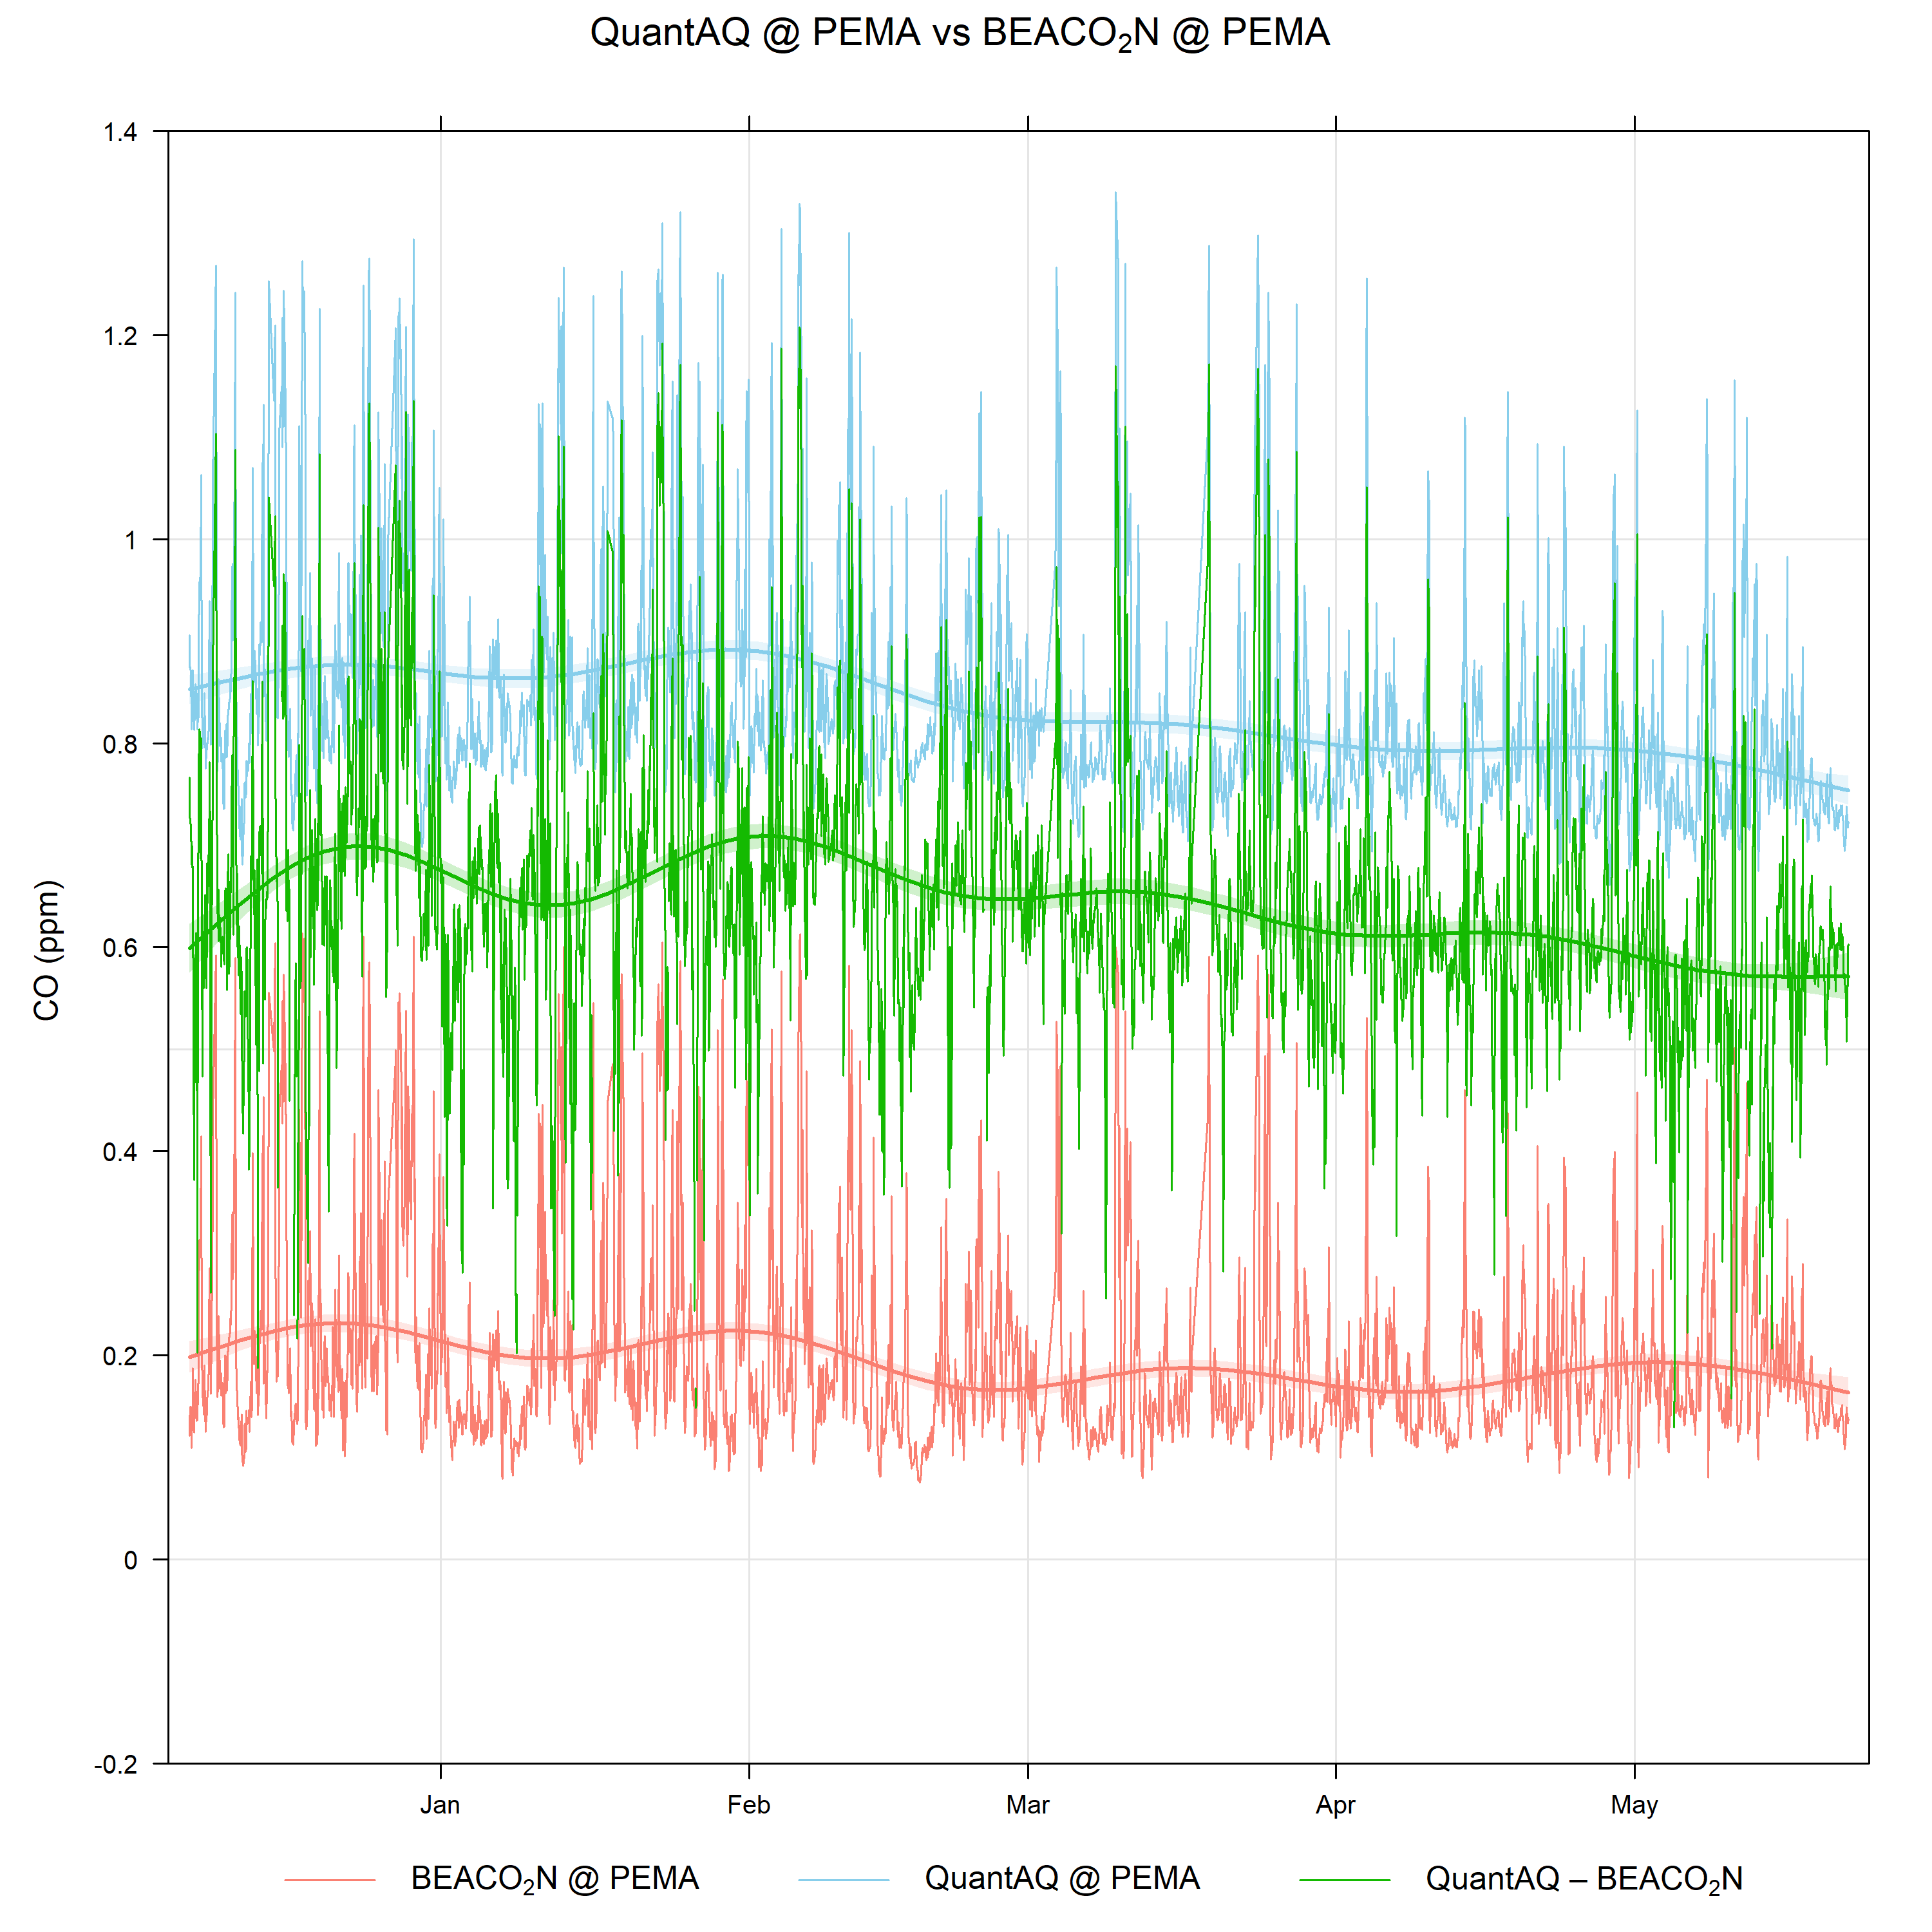 QuantAQ @ PEMA vs BEACO₂N @ PEMA
1.4
1.2
1
0.8
0.6
0.4
0.2
0
-0.2
CO (ppm)
Jan Feb Mar Apr May
BEACO₂N @ PEMA QuantAQ @ PEMA QuantAQ – BEACO₂N